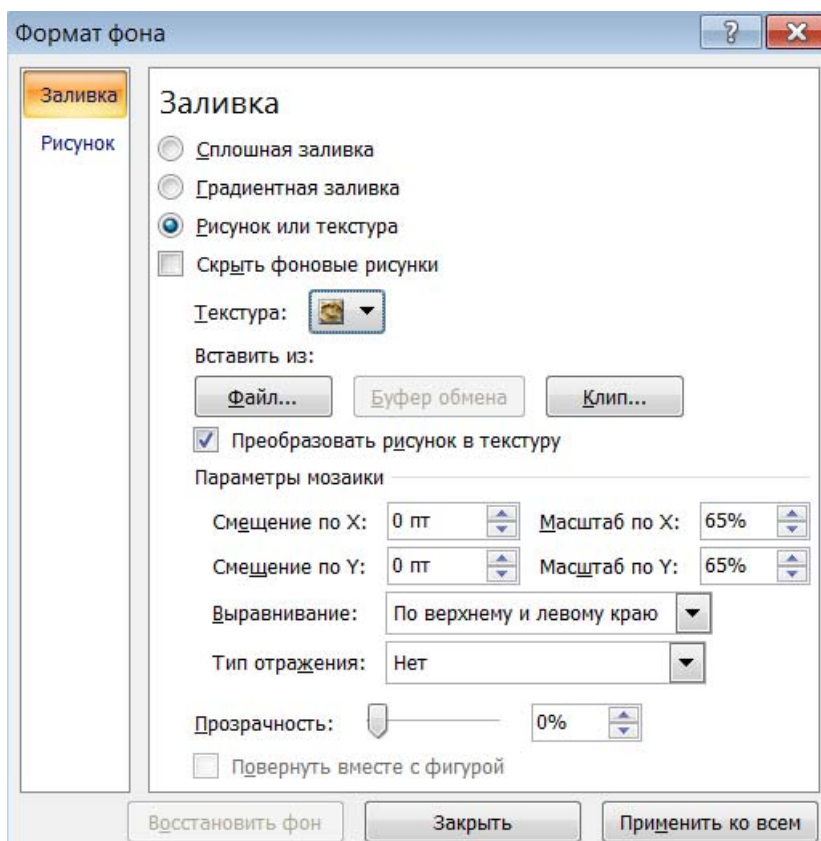 Формат фона
Заливка
Рисунок
Заливка
Сплошная заливка
Градиентная заливка
Рисунок или текстура
Скрыть фоновые рисунки
Текстура:
Вставить из:
Файл... Буфер обмена Клип...
Преобразовать рисунок в текстуру
Параметры мозаики
Смещение по X: 0 пт Масштаб по X: 65%
Смещение по Y: 0 пт Масштаб по Y: 65%
Выравнивание: По верхнему и левому краю
Тип отражения: Нет
Прозрачность: 0%
Повернуть вместе с фигурой
Восстановить фон Закрыть Применить ко всем